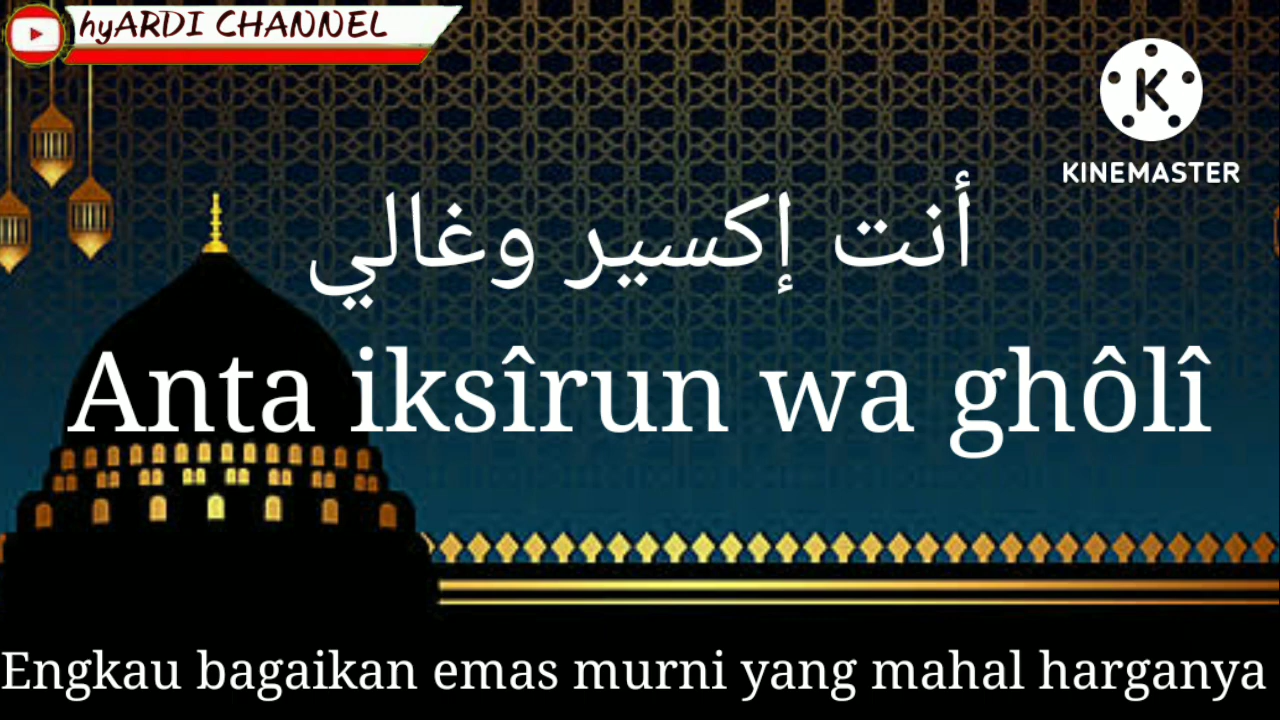 hyARDI CHANNEL
K
KINEMASTER
أنت إكسير وغالي
Anta iksîrun wa ghôlî
Engkau bagaikan emas murni yang mahal harganya